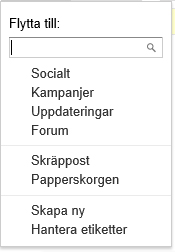 Flytta till:
Socialt
Kampanjer
Uppdateringar
Forum
Skräppost
Papperskorgen
Skapa ny
Hantera etiketter